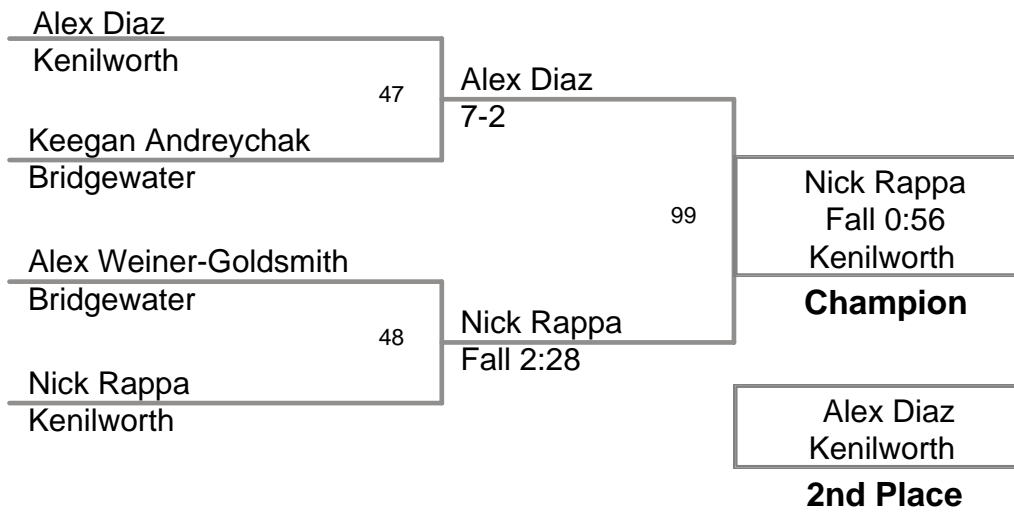 Alex Diaz
Kenilworth
47
Keegan Andreychak
Bridgewater
Alex Diaz
7-2
Alex Weiner-Goldsmith
Bridgewater
48
Nick Rappa
Kenilworth
Nick Rappa
Fall 2:28
99
Nick Rappa
Fall 0:56
Kenilworth
Champion
Alex Diaz
Kenilworth
2nd Place